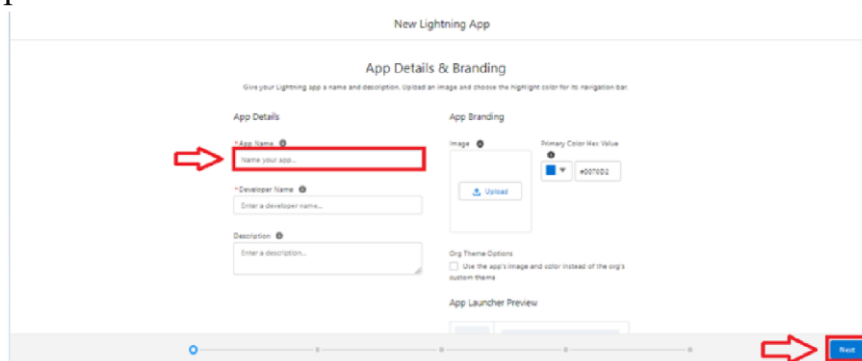 New Lightning App
App Details & Branding
Give your Lightning app a name and description. Upload an image and choose the highlight color for its navigation bar.
App Details
App Branding
*App Name
Name your app...
*Developer Name
Enter a developer name...
Description
Enter a description...
Image
Upload
Primary Color Hex Value
#0070D2
Org Theme Options
Use the app's image and color instead of the org's
custom theme
App Launcher Preview
Next